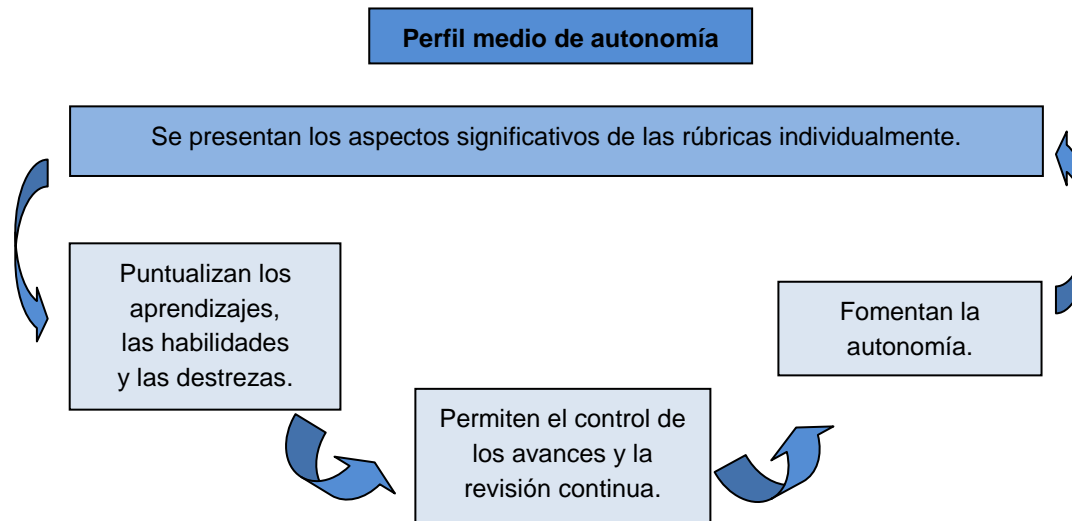 Perfil medio de autonomía
Se presentan los aspectos significativos de las rúbricas individualmente.
Puntualizan los
aprendizajes,
las habilidades
y las destrezas.
Permiten el control de
los avances y la
revisión continua.
Fomentan la
autonomía.